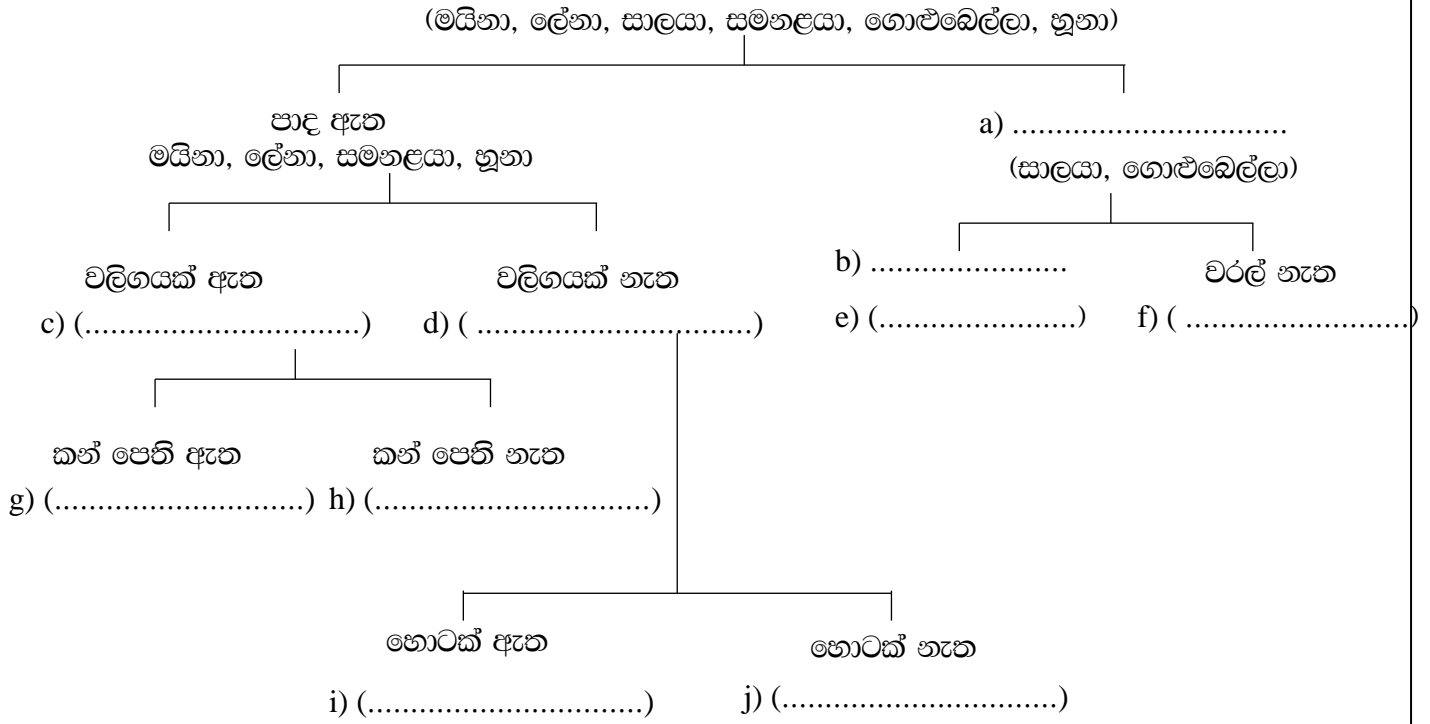 (මයිනා, ලේනා, සාලයා, සමනළයා, ගොළුබෙල්ලා, හූනා)
පාද ඇත
a) ................................
මයිනා, ලේනා, සමනළයා, හූනා
(සාලයා, ගොළුබෙල්ලා)
වලිගයක් ඇත
වලිගයක් නැත
b) .......................
වරල් නැත
c) (................................)
d) ( ................................)
e) (.......................)
f) ( ..........................)
කන් පෙති ඇත
කන් පෙති නැත
g) (.............................)
h) (................................)
හොටක් ඇත
හොටක් නැත
i) (................................)
j) (................................)